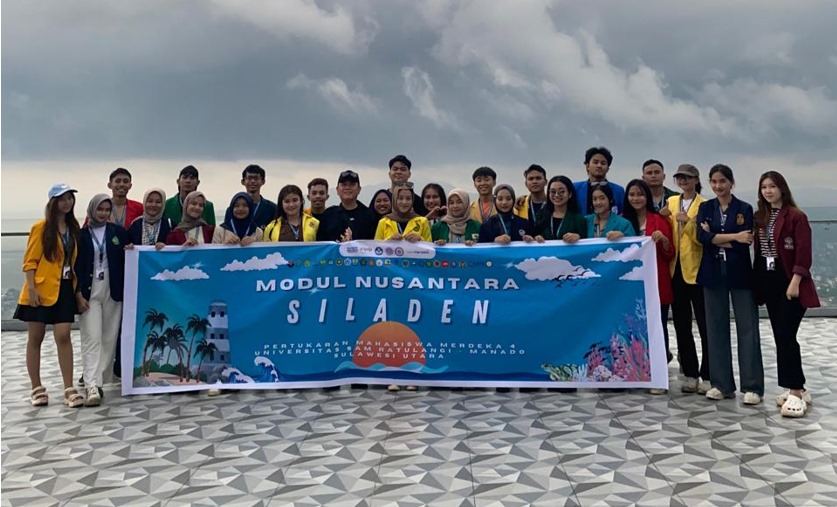 MODUL NUSANTARA
SILADEN
PERTUKARAN MAHASISWA MERDEKA 4
UNIVERSITAS SAM RATULANGI - MANADO
SULAWESI UTARA